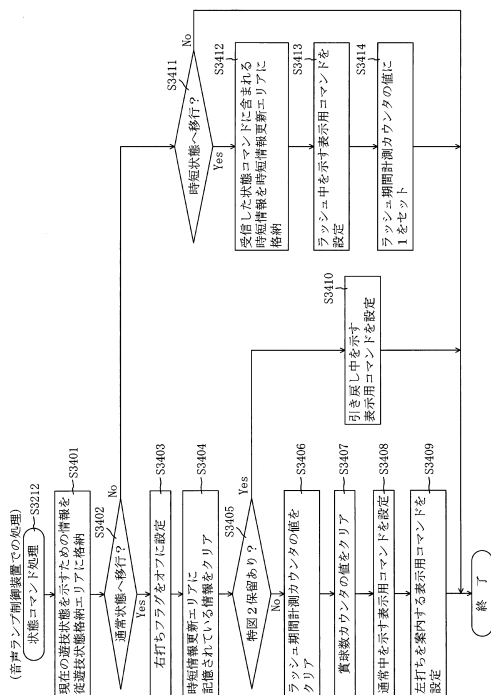 (音声ランプ制御装置での処理)
状態コマンド処理
S3212
現在の遊技状態を示すための情報を
従遊技状態格納エリアに格納
S3401
通常状態へ移行?
S3402
No
Yes
右打ちフラグをオフに設定
S3403
時短情報更新エリアに
記憶されている情報をクリア
S3404
特図2保留あり?
S3405
Yes
No
ラッシュ期間計測カウンタの値を
クリア
S3406
賞球数カウンタの値をクリア
S3407
通常中を示す表示用コマンドを設定
S3408
左打ちを案内する表示用コマンドを
設定
S3409
終 了
引き戻し中を示す
表示用コマンドを設定
S3410
時短状態へ移行?
S3411
No
Yes
受信した状態コマンドに含まれる
時短情報を時短情報更新エリアに
格納
S3412
ラッシュ中を示す表示用コマンドを
設定
S3413
ラッシュ期間計測カウンタの値に
1をセット
S3414